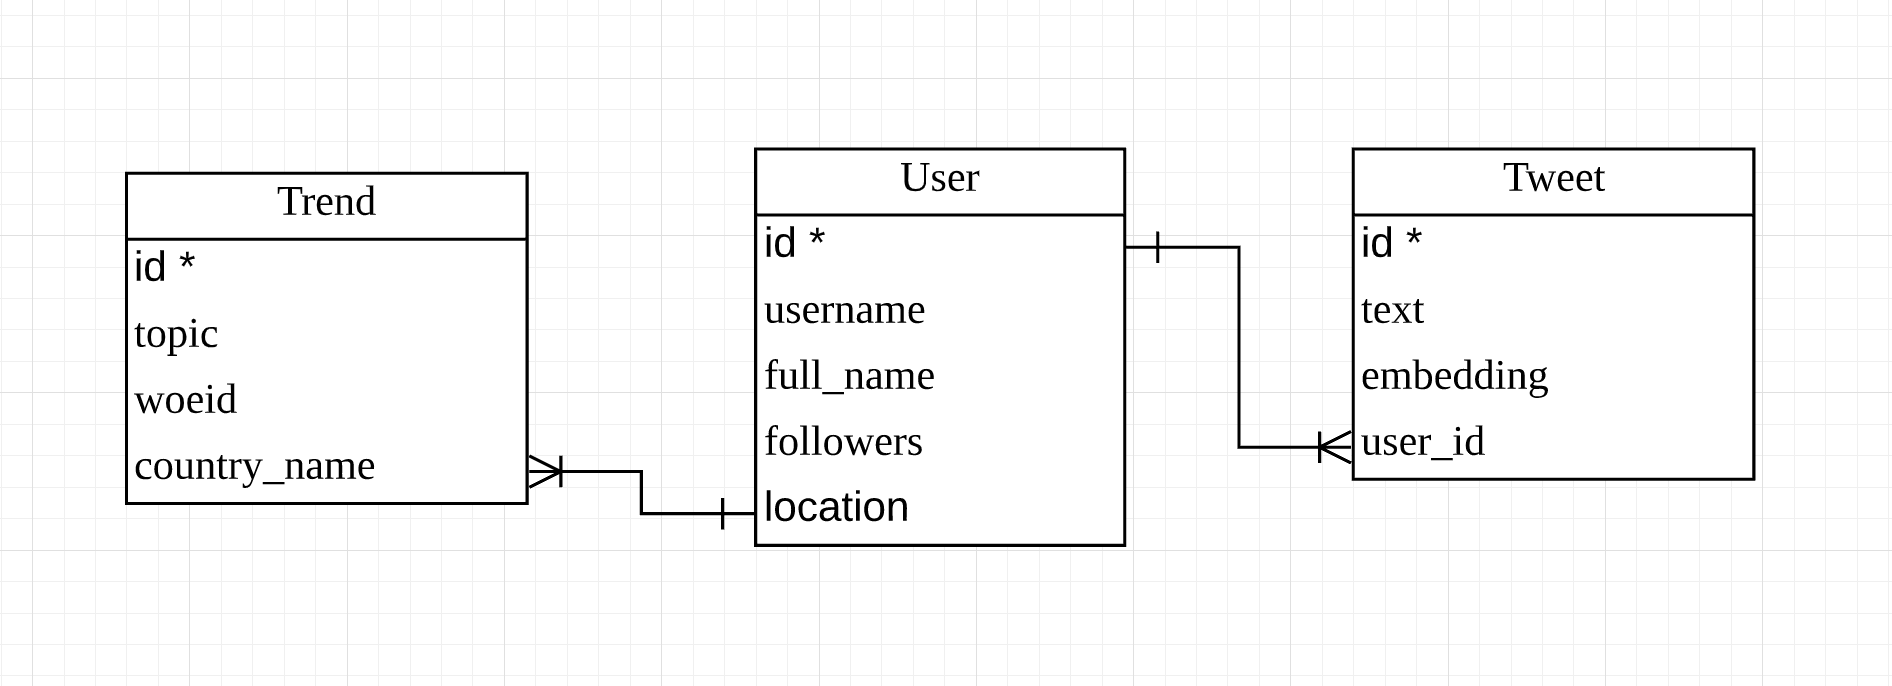 Trend
id *
topic
woeid
country_name
User
id *
username
full_name
followers
location
Tweet
id *
text
embedding
user_id